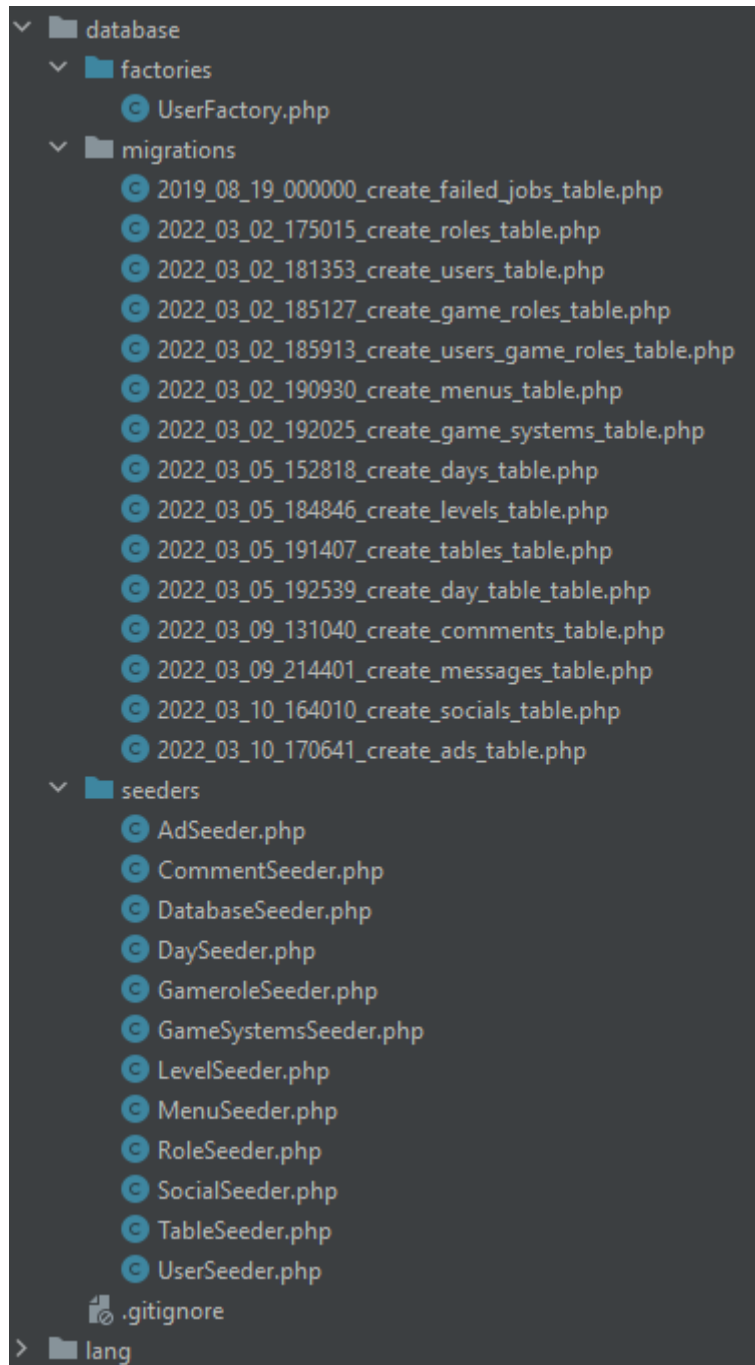 database
factories
UserFactory.php
migrations
2019_08_19_000000_create_failed_jobs_table.php
2022_03_02_175015_create_roles_table.php
2022_03_02_181353_create_users_table.php
2022_03_02_185127_create_game_roles_table.php
2022_03_02_185913_create_users_game_roles_table.php
2022_03_02_190930_create_menus_table.php
2022_03_02_192025_create_game_systems_table.php
2022_03_05_152818_create_days_table.php
2022_03_05_184846_create_levels_table.php
2022_03_05_191407_create_tables_table.php
2022_03_05_192539_create_day_table_table.php
2022_03_09_131040_create_comments_table.php
2022_03_09_214401_create_messages_table.php
2022_03_10_164010_create_socials_table.php
2022_03_10_170641_create_ads_table.php
seeders
AdSeeder.php
CommentSeeder.php
DatabaseSeeder.php
DaySeeder.php
GameroleSeeder.php
GameSystemsSeeder.php
LevelSeeder.php
MenuSeeder.php
RoleSeeder.php
SocialSeeder.php
TableSeeder.php
UserSeeder.php
.gitignore
lang